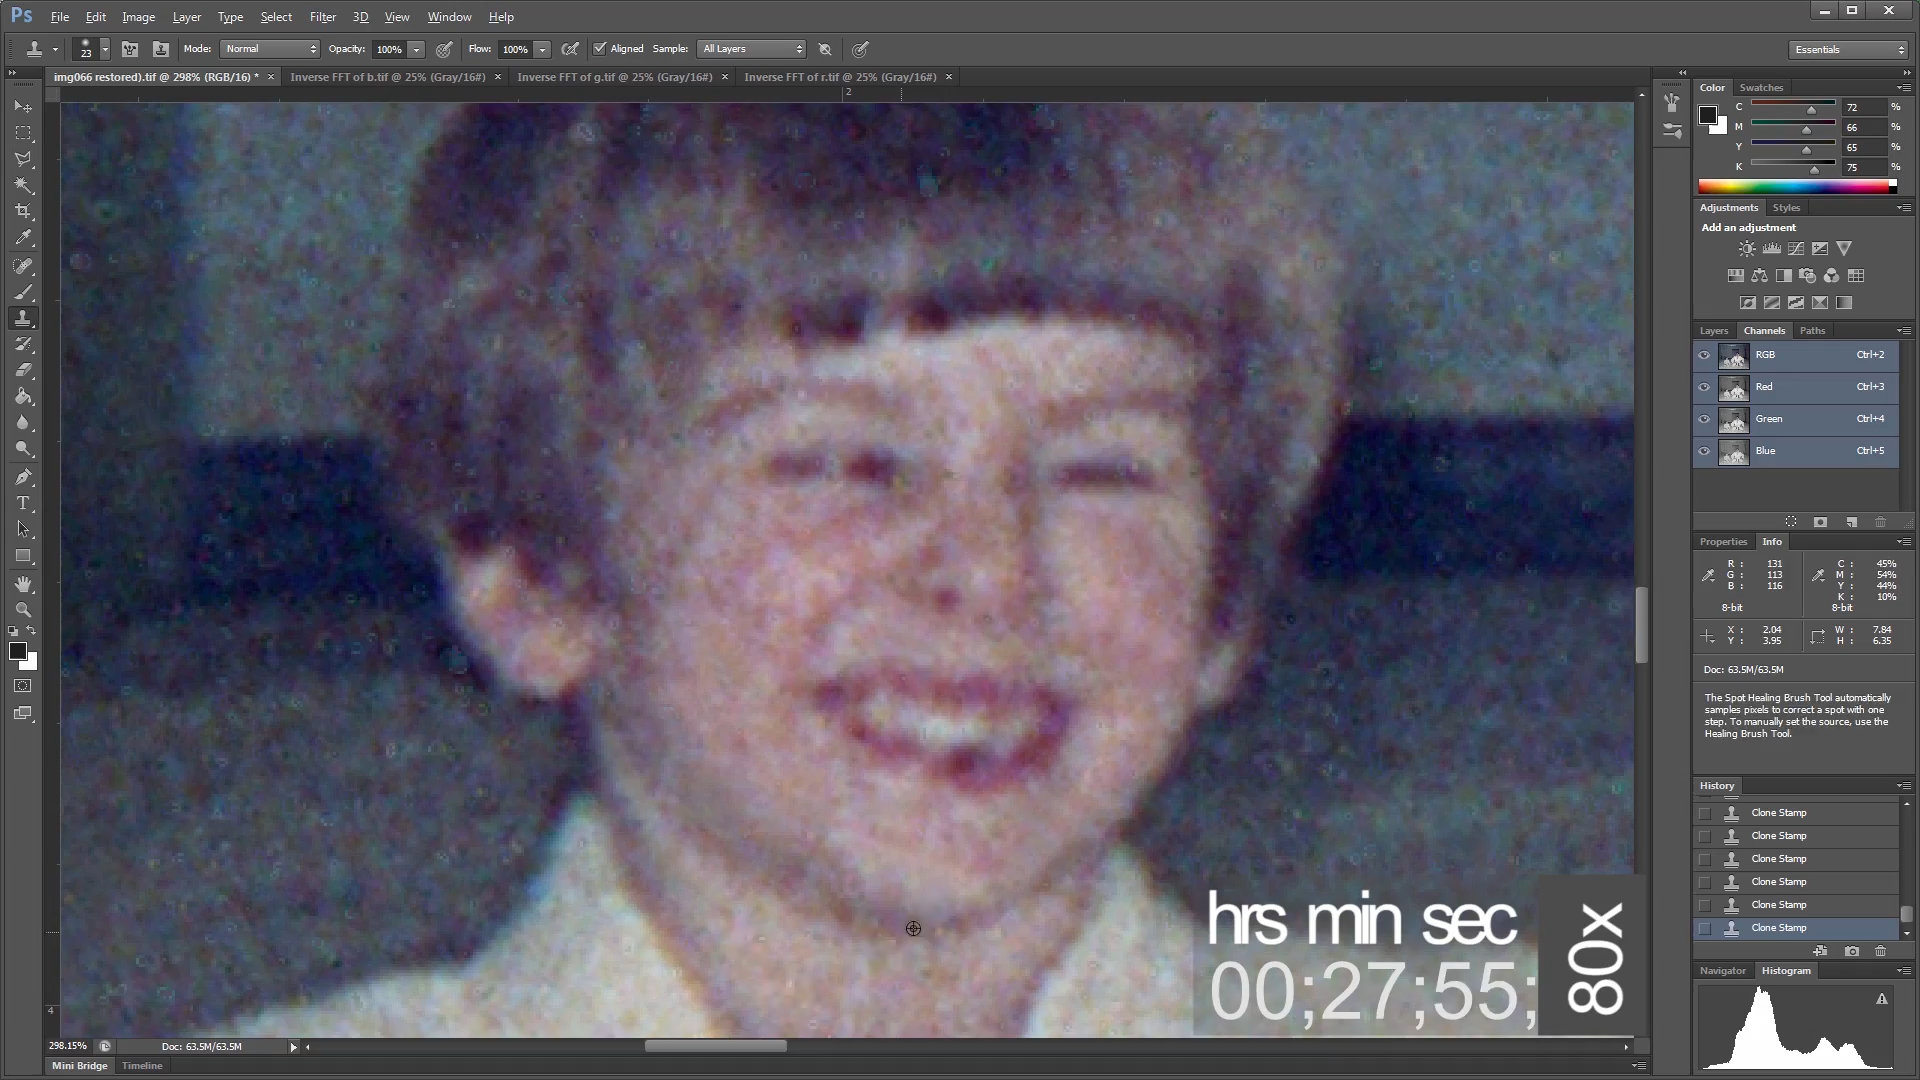 Ps File Edit Image Layer Type Select Filter 3D View Window Help
23 Mode: Normal Opacity: 100% Flow: 100% Aligned Sample: All Layers Essentials
img066 restored).tif @ 298% (RGB/16) * × Inverse FFT of b.tif @ 25% (Gray/16#) × Inverse FFT of g.tif @ 25% (Gray/16#) × Inverse FFT of r.tif @ 25% (Gray/16#) ×
2
4
Color Swatches
C 72 %
M 66 %
Y 65 %
K 75 %
Adjustments Styles
Add an adjustment
Layers Channels Paths
RGB Ctrl+2
Red Ctrl+3
Green Ctrl+4
Blue Ctrl+5
Properties Info
R : 131 C : 45%
G : 113 M : 54%
B : 116 Y : 44%
K : 10%
8-bit 8-bit
X : 2.04 W : 7.84
Y : 3.95 H : 6.35
Doc: 63.5M/63.5M
The Spot Healing Brush Tool automatically
samples pixels to correct a spot with one
step. To manually set the source, use the
Healing Brush Tool.
History
Clone Stamp
Clone Stamp
Clone Stamp
Clone Stamp
Clone Stamp
Clone Stamp
Navigator Histogram
hrs min sec
00;27;55;
80x
298.15% Doc: 63.5M/63.5M
Mini Bridge Timeline